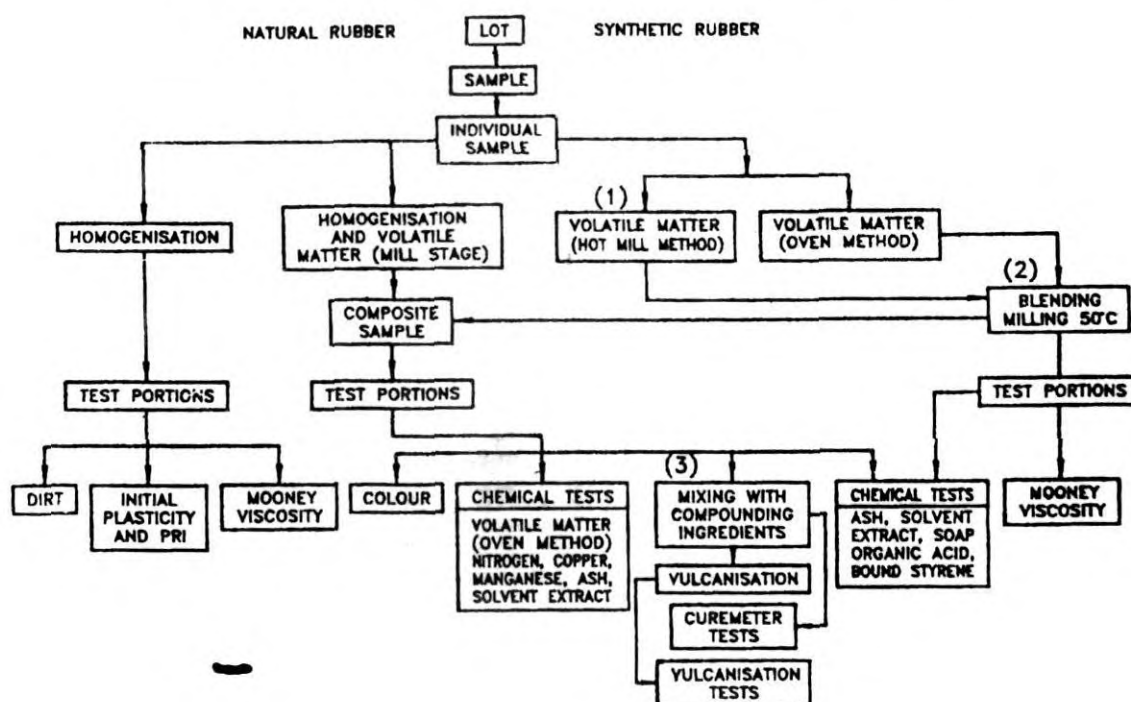 NATURAL RUBBER
LOT
SYNTHETIC RUBBER
SAMPLE
INDIVIDUAL
SAMPLE
HOMOGENISATION
HOMOGENISATION
AND VOLATILE
MATTER (MILL STAGE)
(1)
VOLATILE MATTER
(HOT MILL METHOD)
VOLATILE MATTER
(OVEN METHOD)
(2)
BLENDING
MILLING 50°C
COMPOSITE
SAMPLE
TEST PORTIONS
TEST PORTIONS
TEST PORTIONS
DIRT
INITIAL
PLASTICITY
AND PRI
MOONEY
VISCOSITY
COLOUR
CHEMICAL TESTS
VOLATILE MATTER
(OVEN METHOD)
NITROGEN, COPPER,
MANGANESE, ASH,
SOLVENT EXTRACT
(3)
MIXING WITH
COMPOUNDING
INGREDIENTS
VULCANISATION
CUREMETER
TESTS
VULCANISATION
TESTS
CHEMICAL TESTS
ASH, SOLVENT
EXTRACT, SOAP
ORGANIC ACID,
BOUND STYRENE
MOONEY
VISCOSITY